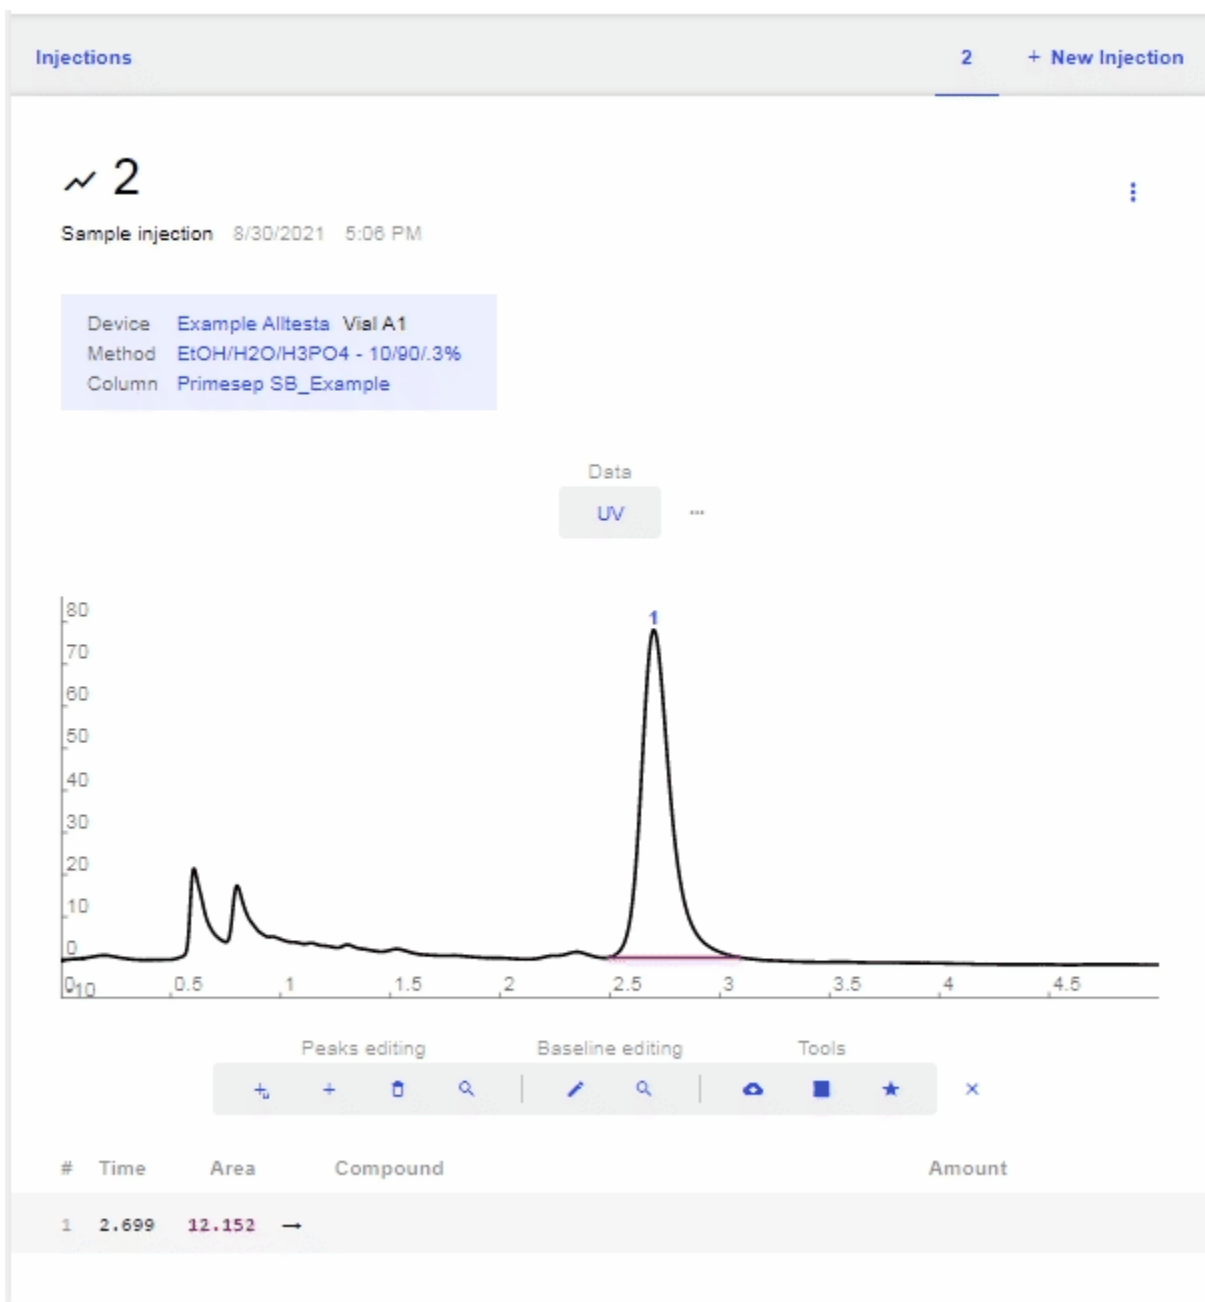 Injections 2 + New Injection
2
Sample injection 8/30/2021 5:06 PM
Device Example Alltesta Vial A1
Method EtOH/H2O/H3PO4 - 10/90/.3%
Column Primesep SB_Example
Data
UV ...
1
80
70
60
50
40
30
20
10
0
-10
0 0.5 1 1.5 2 2.5 3 3.5 4 4.5
Peaks editing Baseline editing Tools
# Time Area Compound Amount
1 2.699 12.152 →